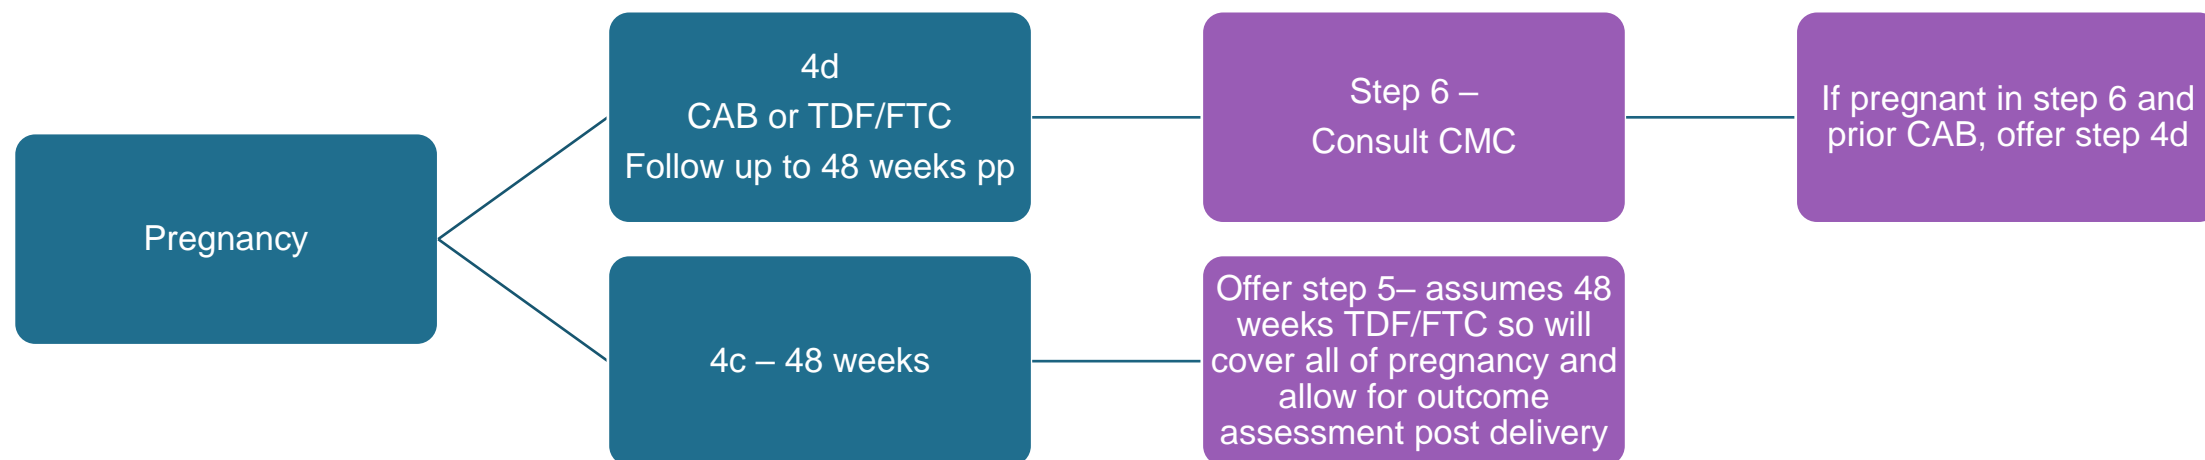 Pregnancy
4d
CAB or TDF/FTC
Follow up to 48 weeks pp
Step 6 –
Consult CMC
If pregnant in step 6 and
prior CAB, offer step 4d
4c – 48 weeks
Offer step 5– assumes 48
weeks TDF/FTC so will
cover all of pregnancy and
allow for outcome
assessment post delivery